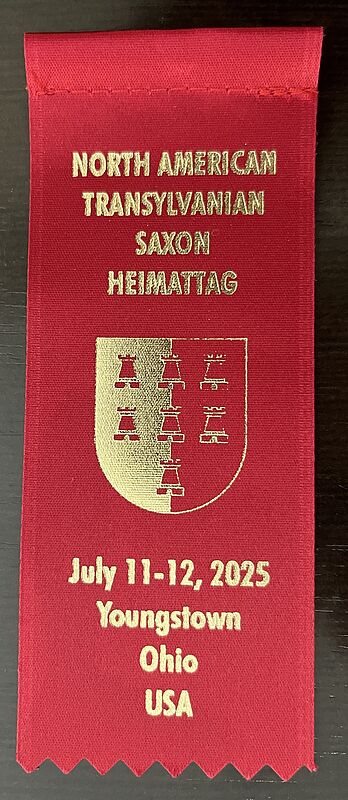 NORTH AMERICAN
TRANSYLVANIAN
SAXON
HEIMATTAG
July 11-12, 2025
Youngstown
Ohio
USA